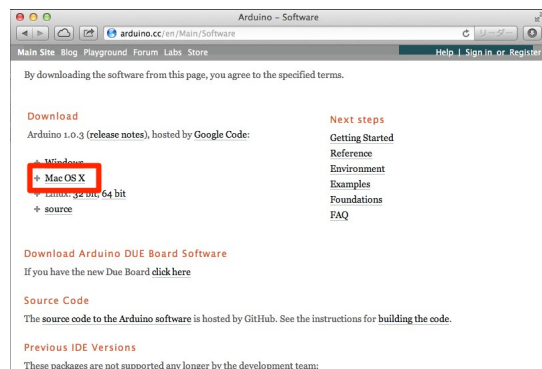 Arduino – Software
arduino.cc/en/Main/Software
リーダー
Main Site Blog Playground Forum Labs Store
Help | Sign in or Register
By downloading the software from this page, you agree to the specified terms.
Download
Arduino 1.0.3 (release notes), hosted by Google Code:
Windows
Mac OS X
Linux: 32 bit, 64 bit
source
Next steps
Getting Started
Reference
Environment
Examples
Foundations
FAQ
Download Arduino DUE Board Software
If you have the new Due Board click here
Source Code
The source code to the Arduino software is hosted by GitHub. See the instructions for building the code.
Previous IDE Versions
These packages are not supported any longer by the development team: